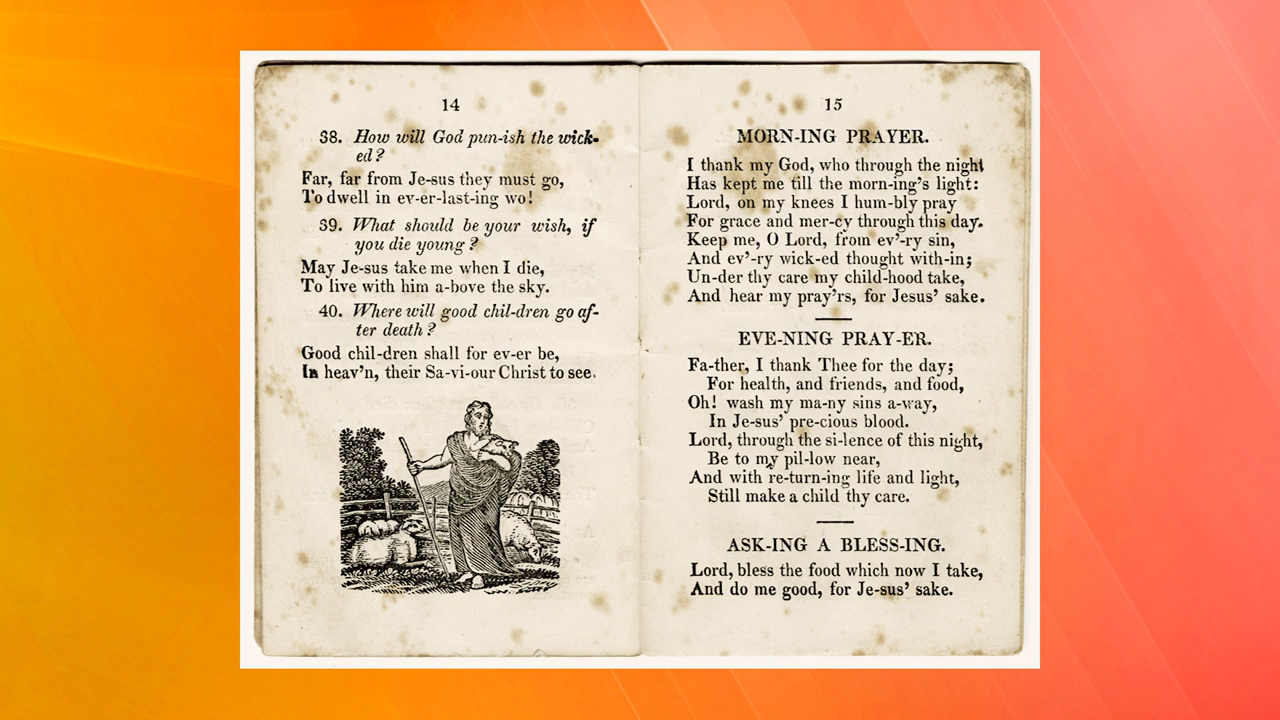 14
38. How will God pun-ish the wick-
ed?
Far, far from Je-sus they must go,
To dwell in ev-er-last-ing wo!
39. What should be your wish, if
you die young?
May Je-sus take me when I die,
To live with him a-bove the sky.
40. Where will good chil-dren go af-
ter death?
Good chil-dren shall for ev-er be,
In heav'n, their Sa-vi-our Christ to see.
15
MORN-ING PRAYER.
I thank my God, who through the night
Has kept me till the morn-ing's light:
Lord, on my knees I hum-bly pray
For grace and mer-cy through this day.
Keep me, O Lord, from ev'-ry sin,
And ev'-ry wick-ed thought with-in;
Un-der thy care my child-hood take,
And hear my pray'rs, for Jesus' sake.
EVE-NING PRAY-ER.
Fa-ther, I thank Thee for the day;
For health, and friends, and food,
Oh! wash my ma-ny sins a-way,
In Je-sus' pre-cious blood.
Lord, through the si-lence of this night,
Be to my pil-low near,
And with re-turn-ing life and light,
Still make a child thy care.
ASK-ING A BLESS-ING.
Lord, bless the food which now I take,
And do me good, for Je-sus' sake.